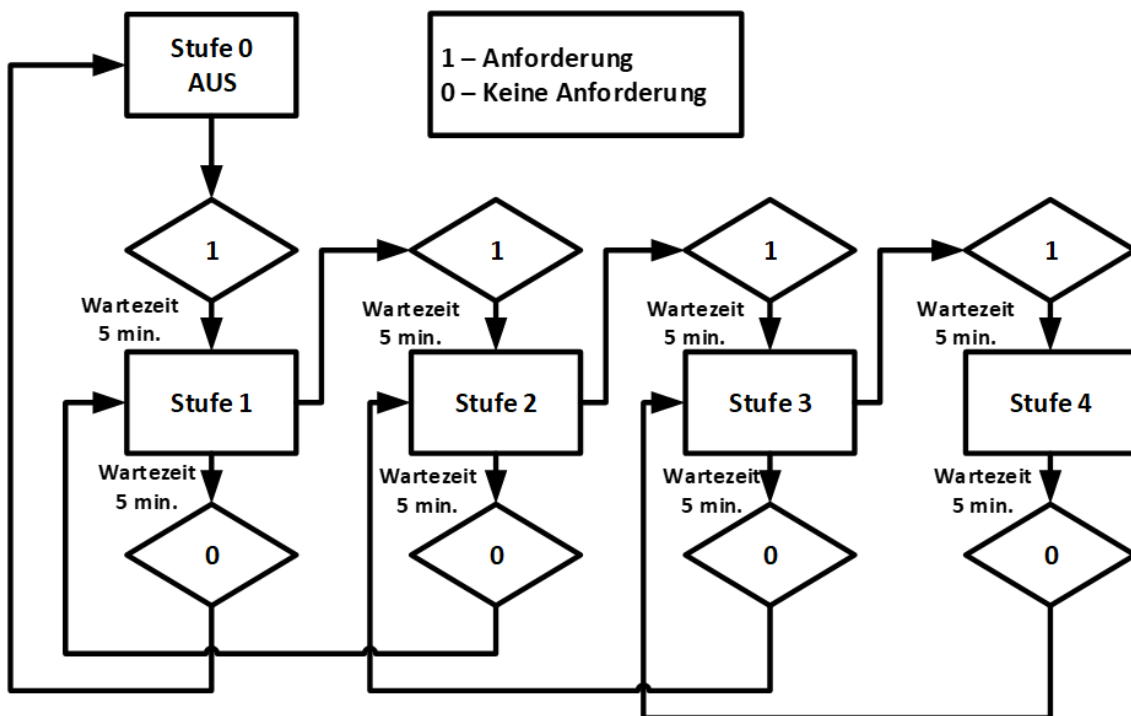 Stufe 0
AUS
1 – Anforderung
0 – Keine Anforderung
1
1
1
1
Wartezeit
5 min.
Wartezeit
5 min.
Wartezeit
5 min.
Wartezeit
5 min.
Stufe 1
Stufe 2
Stufe 3
Stufe 4
Wartezeit
5 min.
Wartezeit
5 min.
Wartezeit
5 min.
Wartezeit
5 min.
0
0
0
0